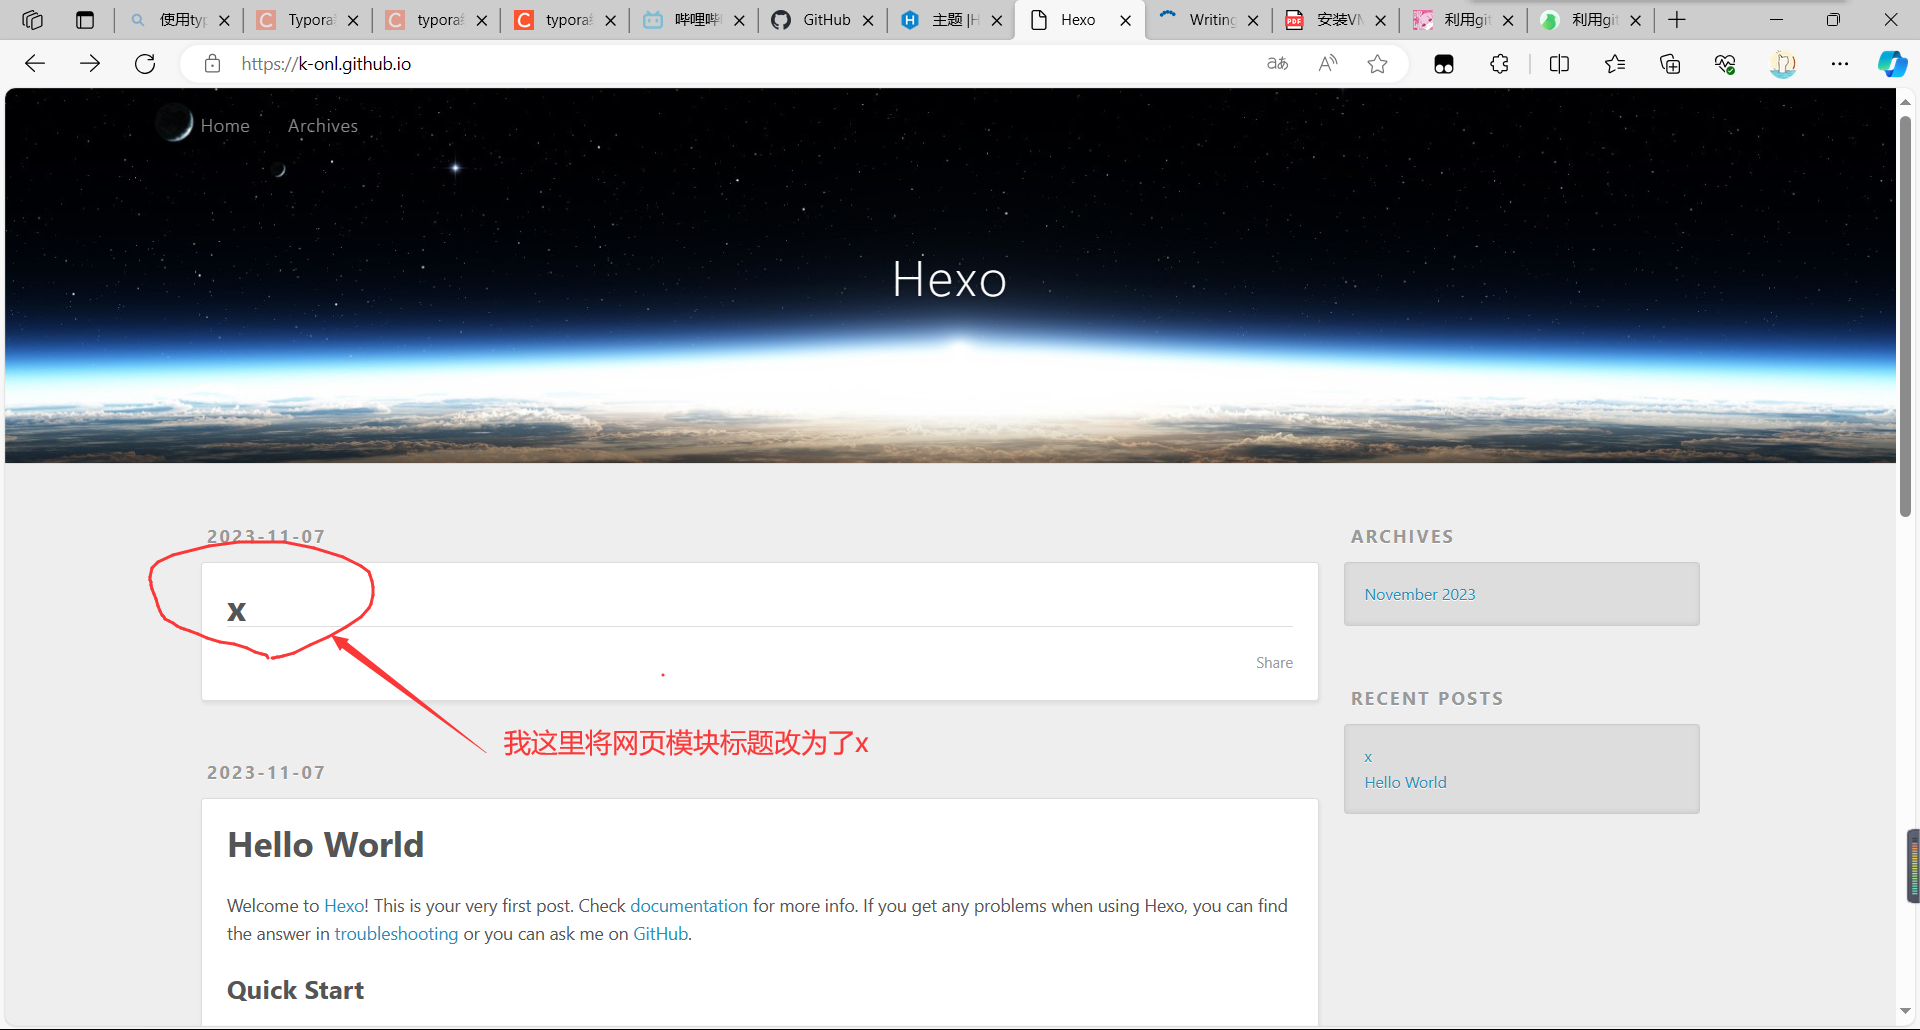 使用typ
Typora
typora
typora
哔哩哔
GitHub
主题 |H
Hexo
Writing
安装VM
利用git
利用git
https://k-onl.github.io
Home
Archives
Hexo
2023-11-07
x
Share
我这里将网页模块标题改为了x
2023-11-07
Hello World
Welcome to Hexo! This is your very first post. Check documentation for more info. If you get any problems when using Hexo, you can find
the answer in troubleshooting or you can ask me on GitHub.
Quick Start
ARCHIVES
November 2023
RECENT POSTS
x
Hello World